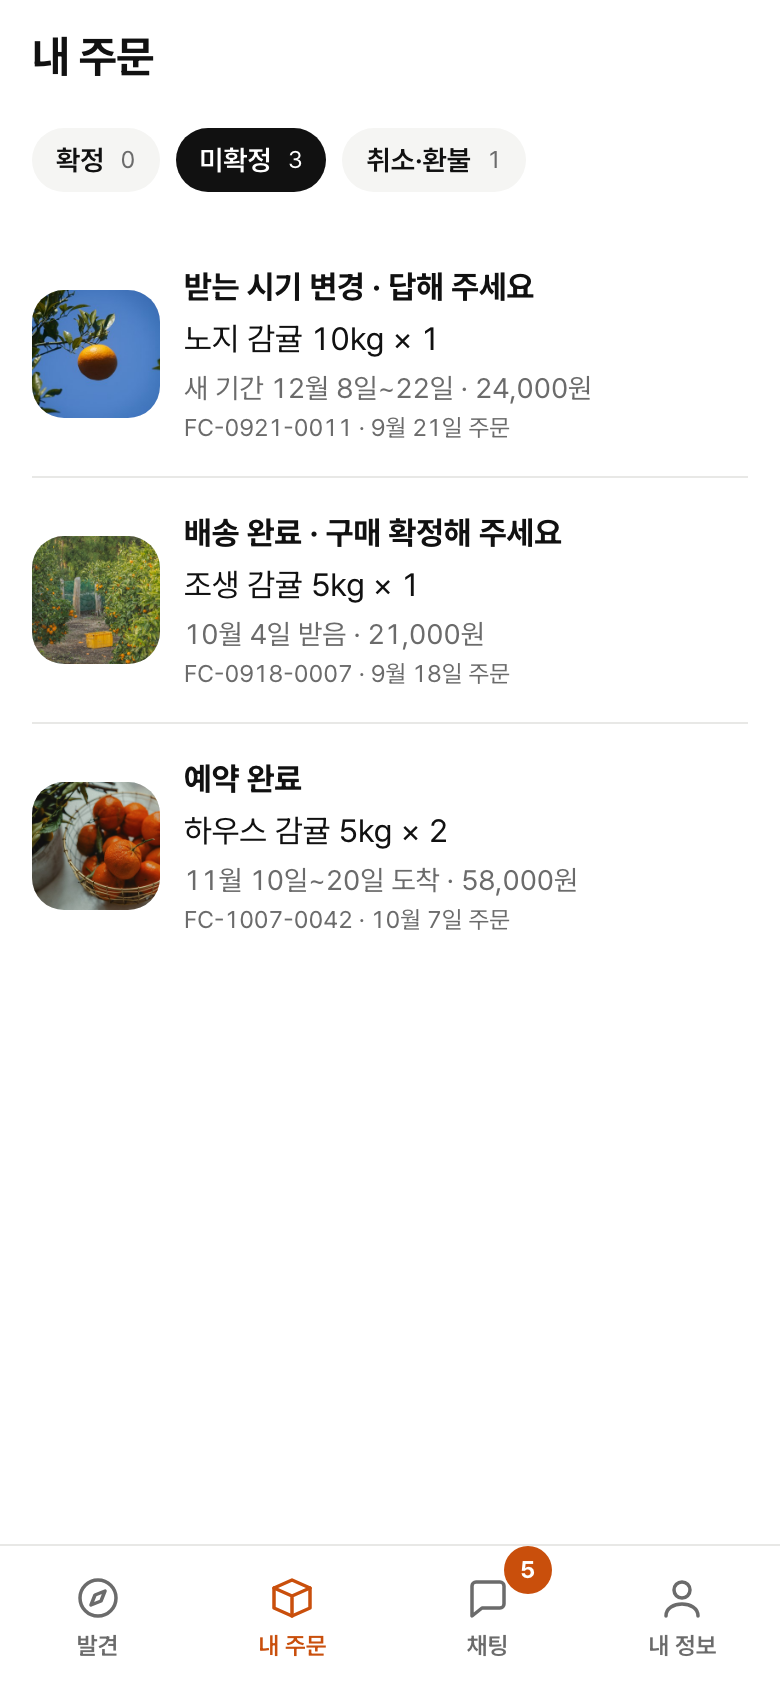 내 주문
확정 0 미확정 3 취소·환불 1
받는 시기 변경 · 답해 주세요
노지 감귤 10kg × 1
새 기간 12월 8일~22일 · 24,000원
FC-0921-0011 · 9월 21일 주문
배송 완료 · 구매 확정해 주세요
조생 감귤 5kg × 1
10월 4일 받음 · 21,000원
FC-0918-0007 · 9월 18일 주문
예약 완료
하우스 감귤 5kg × 2
11월 10일~20일 도착 · 58,000원
FC-1007-0042 · 10월 7일 주문
5
발견 내 주문 채팅 내 정보